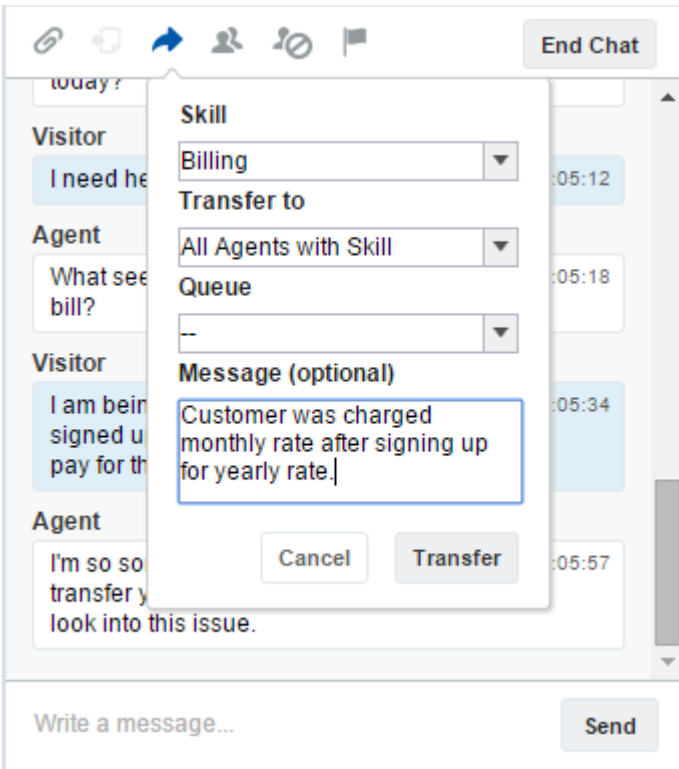 End Chat
today?
Visitor
I need he
:05:12
Agent
What see
:05:18
bill?
Visitor
I am bein
:05:34
signed u
pay for th
Agent
I'm so so
:05:57
transfer y
look into this issue.
Skill
Billing
Transfer to
All Agents with Skill
Queue
--
Message (optional)
Customer was charged
monthly rate after signing up
for yearly rate.
Cancel
Transfer
Write a message...
Send